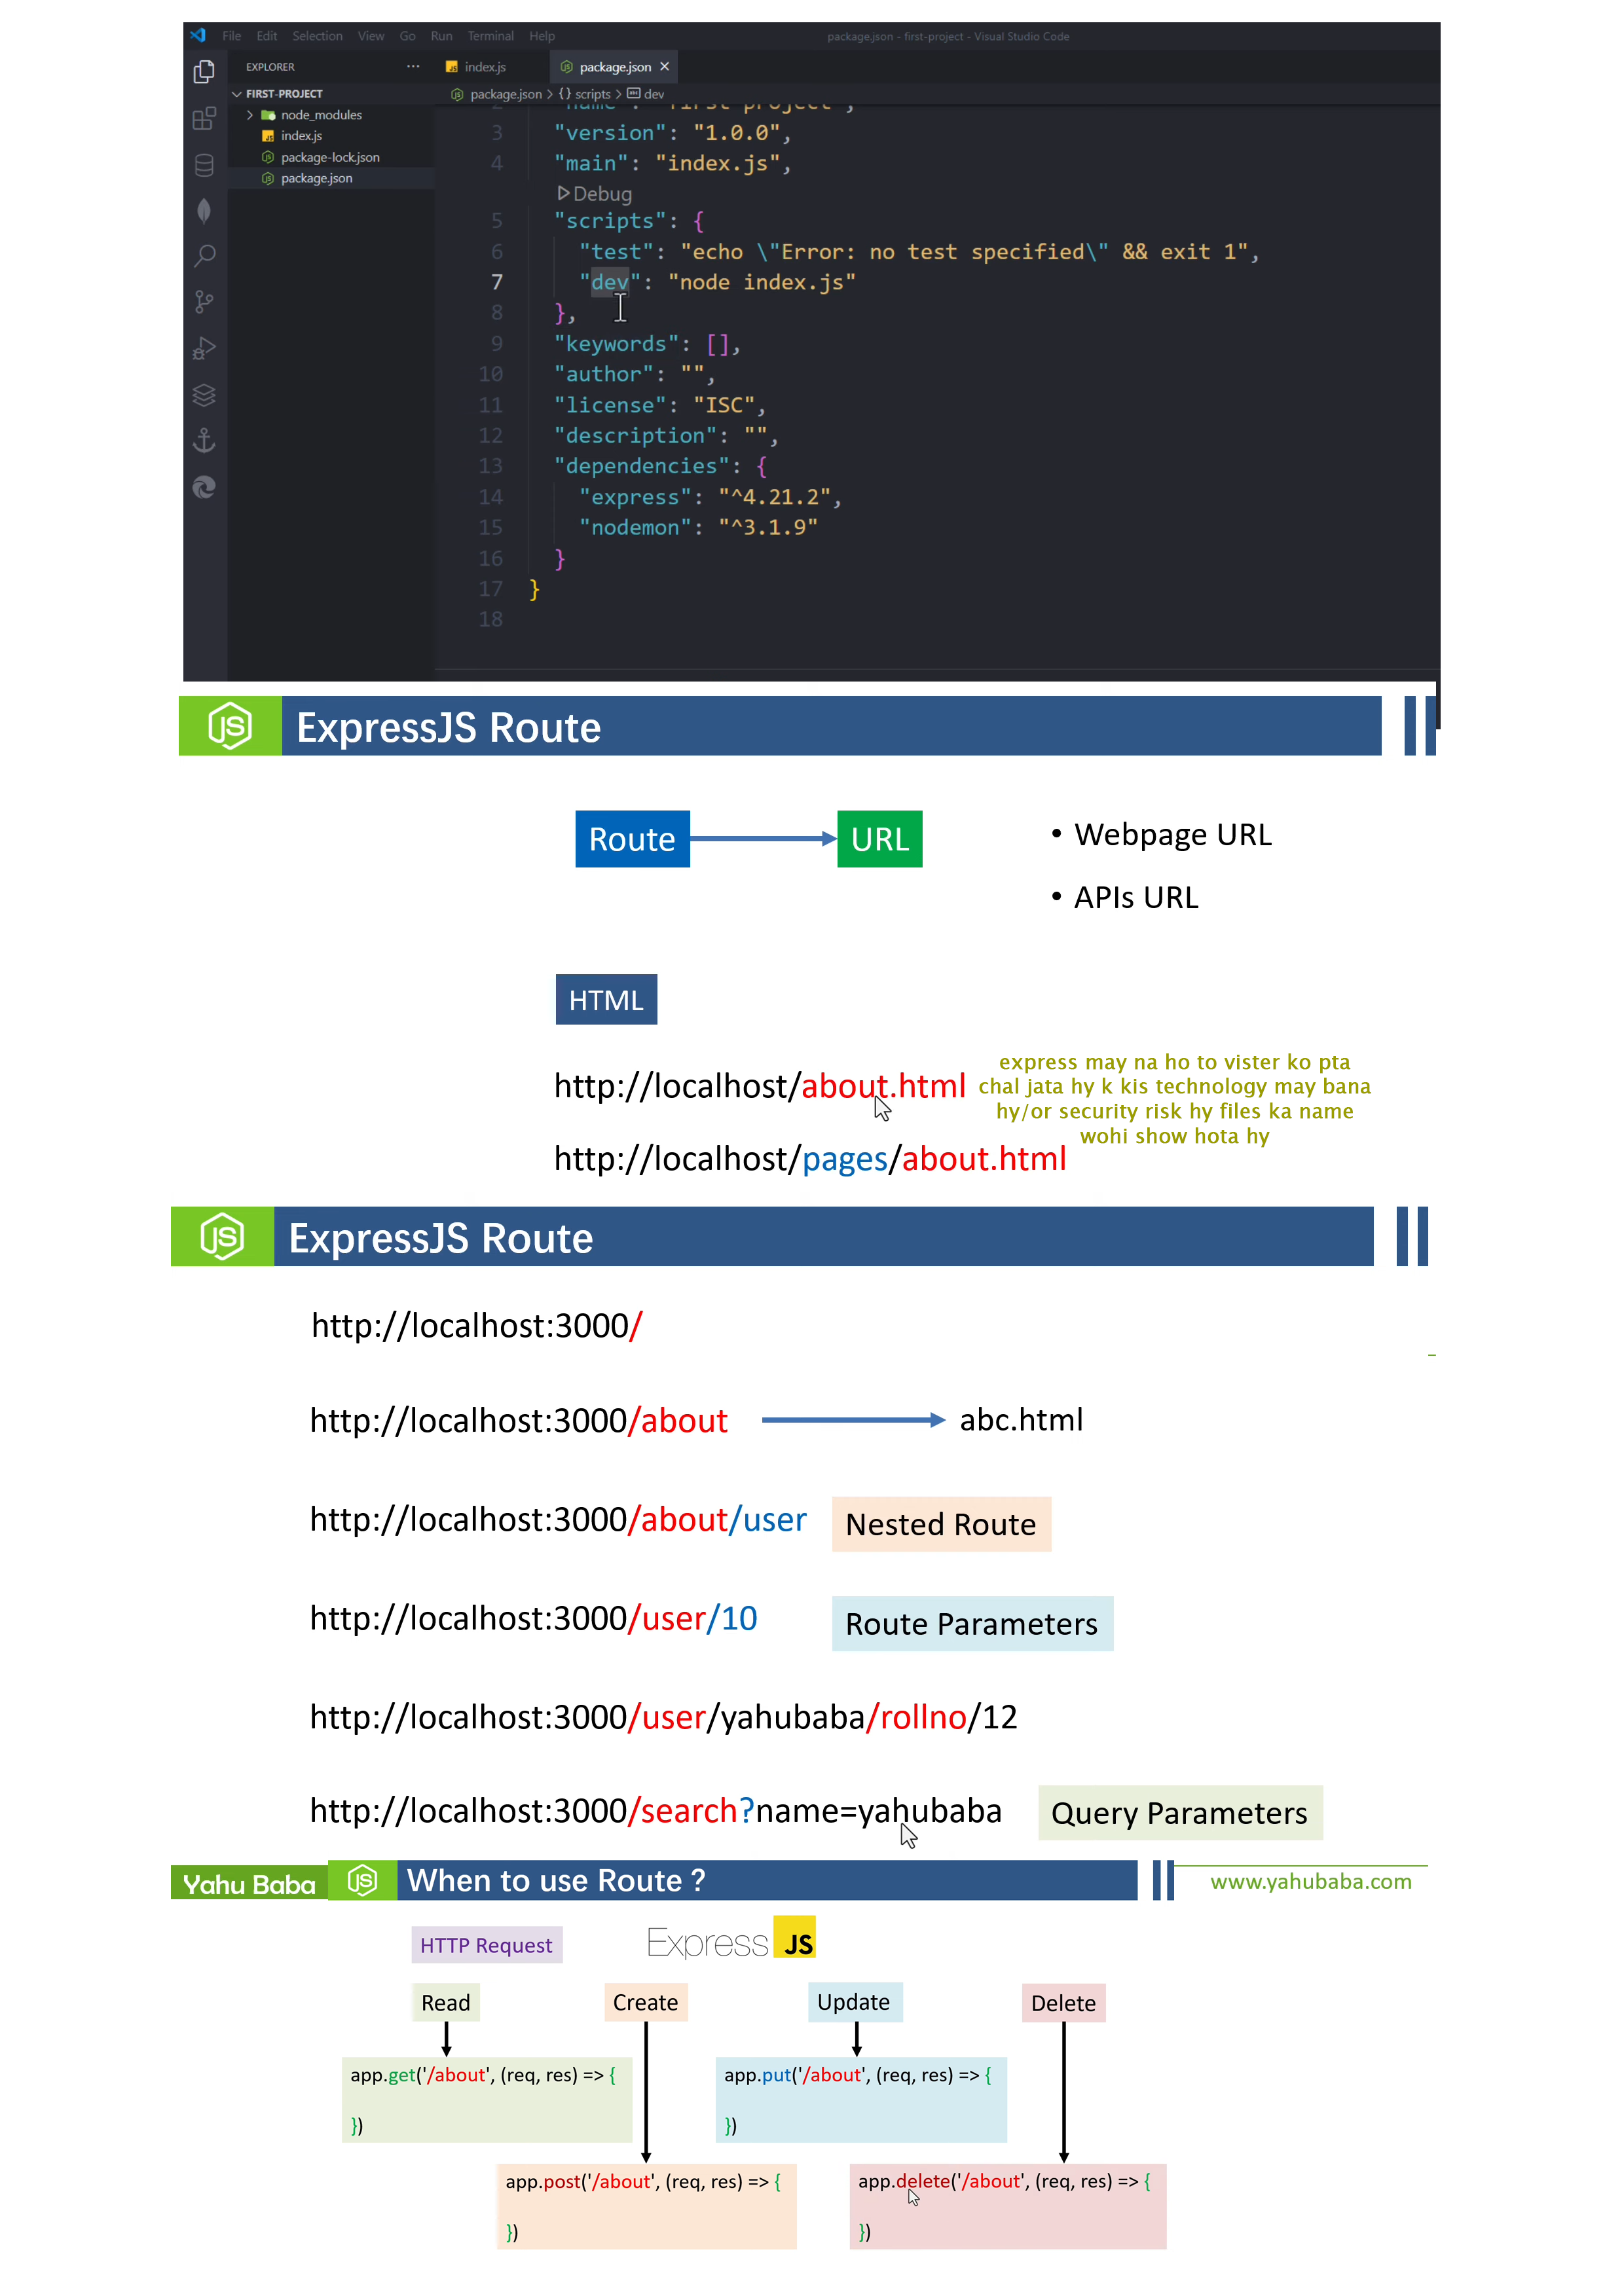 File Edit Selection View Go Run Terminal Help
package.json - first-project - Visual Studio Code
EXPLORER
index.js
package.json
FIRST-PROJECT
package.json > {} scripts > dev
node_modules
index.js
package-lock.json
package.json
2 "name": "first-project",
3 "version": "1.0.0",
4 "main": "index.js",
Debug
5 "scripts": {
6 "test": "echo \"Error: no test specified\" && exit 1",
7 "dev": "node index.js"
8 },
9 "keywords": [],
10 "author": "",
11 "license": "ISC",
12 "description": "",
13 "dependencies": {
14 "express": "^4.21.2",
15 "nodemon": "^3.1.9"
16 }
17 }
18
JS ExpressJS Route
Route URL
• Webpage URL
• APIs URL
HTML
http://localhost/about.html
express may na ho to vister ko pta
chal jata hy k kis technology may bana
hy/or security risk hy files ka name
wohi show hota hy
http://localhost/pages/about.html
JS ExpressJS Route
http://localhost:3000/
http://localhost:3000/about abc.html
http://localhost:3000/about/user Nested Route
http://localhost:3000/user/10 Route Parameters
http://localhost:3000/user/yahubaba/rollno/12
http://localhost:3000/search?name=yahubaba Query Parameters
Yahu Baba JS When to use Route ? www.yahubaba.com
HTTP Request Express JS
Read Create Update Delete
app.get('/about', (req, res) => {
})
app.put('/about', (req, res) => {
})
app.post('/about', (req, res) => {
})
app.delete('/about', (req, res) => {
})